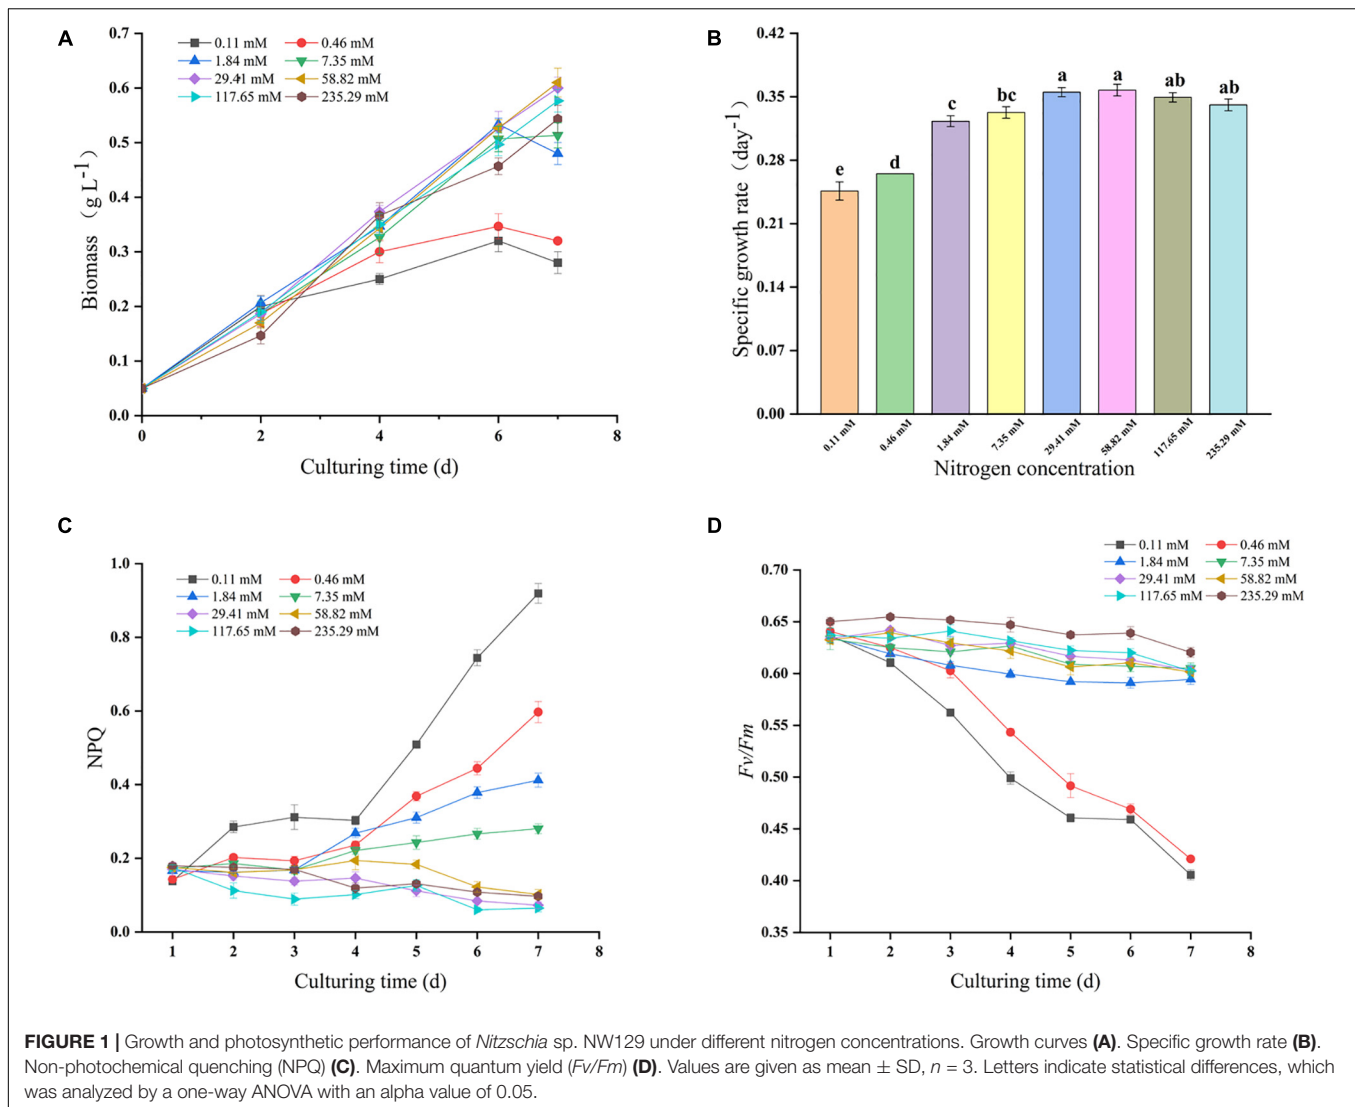 A
0.11 mM 0.46 mM
1.84 mM 7.35 mM
29.41 mM 58.82 mM
117.65 mM 235.29 mM
0.7
0.6
0.5
0.4
0.3
0.2
0.1
0.0
Biomass （g L-1）
0 2 4 6 8
Culturing time (d)
B
0.42
0.35
0.28
0.21
0.14
0.07
0.00
Specific growth rate（day-1）
e d c bc a a ab ab
0.11 mM 0.46 mM 1.84 mM 7.35 mM 29.41 mM 58.82 mM 117.65 mM 235.29 mM
Nitrogen concentration
C
0.11 mM 0.46 mM
1.84 mM 7.35 mM
29.41 mM 58.82 mM
117.65 mM 235.29 mM
1.0
0.8
0.6
0.4
0.2
0.0
NPQ
1 2 3 4 5 6 7 8
Culturing time (d)
D
0.11 mM 0.46 mM
1.84 mM 7.35 mM
29.41 mM 58.82 mM
117.65 mM 235.29 mM
0.70
0.65
0.60
0.55
0.50
0.45
0.40
0.35
Fv/Fm
1 2 3 4 5 6 7 8
Culturing time (d)
FIGURE 1 | Growth and photosynthetic performance of Nitzschia sp. NW129 under different nitrogen concentrations. Growth curves (A). Specific growth rate (B).
Non-photochemical quenching (NPQ) (C). Maximum quantum yield (Fv/Fm) (D). Values are given as mean ± SD, n = 3. Letters indicate statistical differences, which
was analyzed by a one-way ANOVA with an alpha value of 0.05.